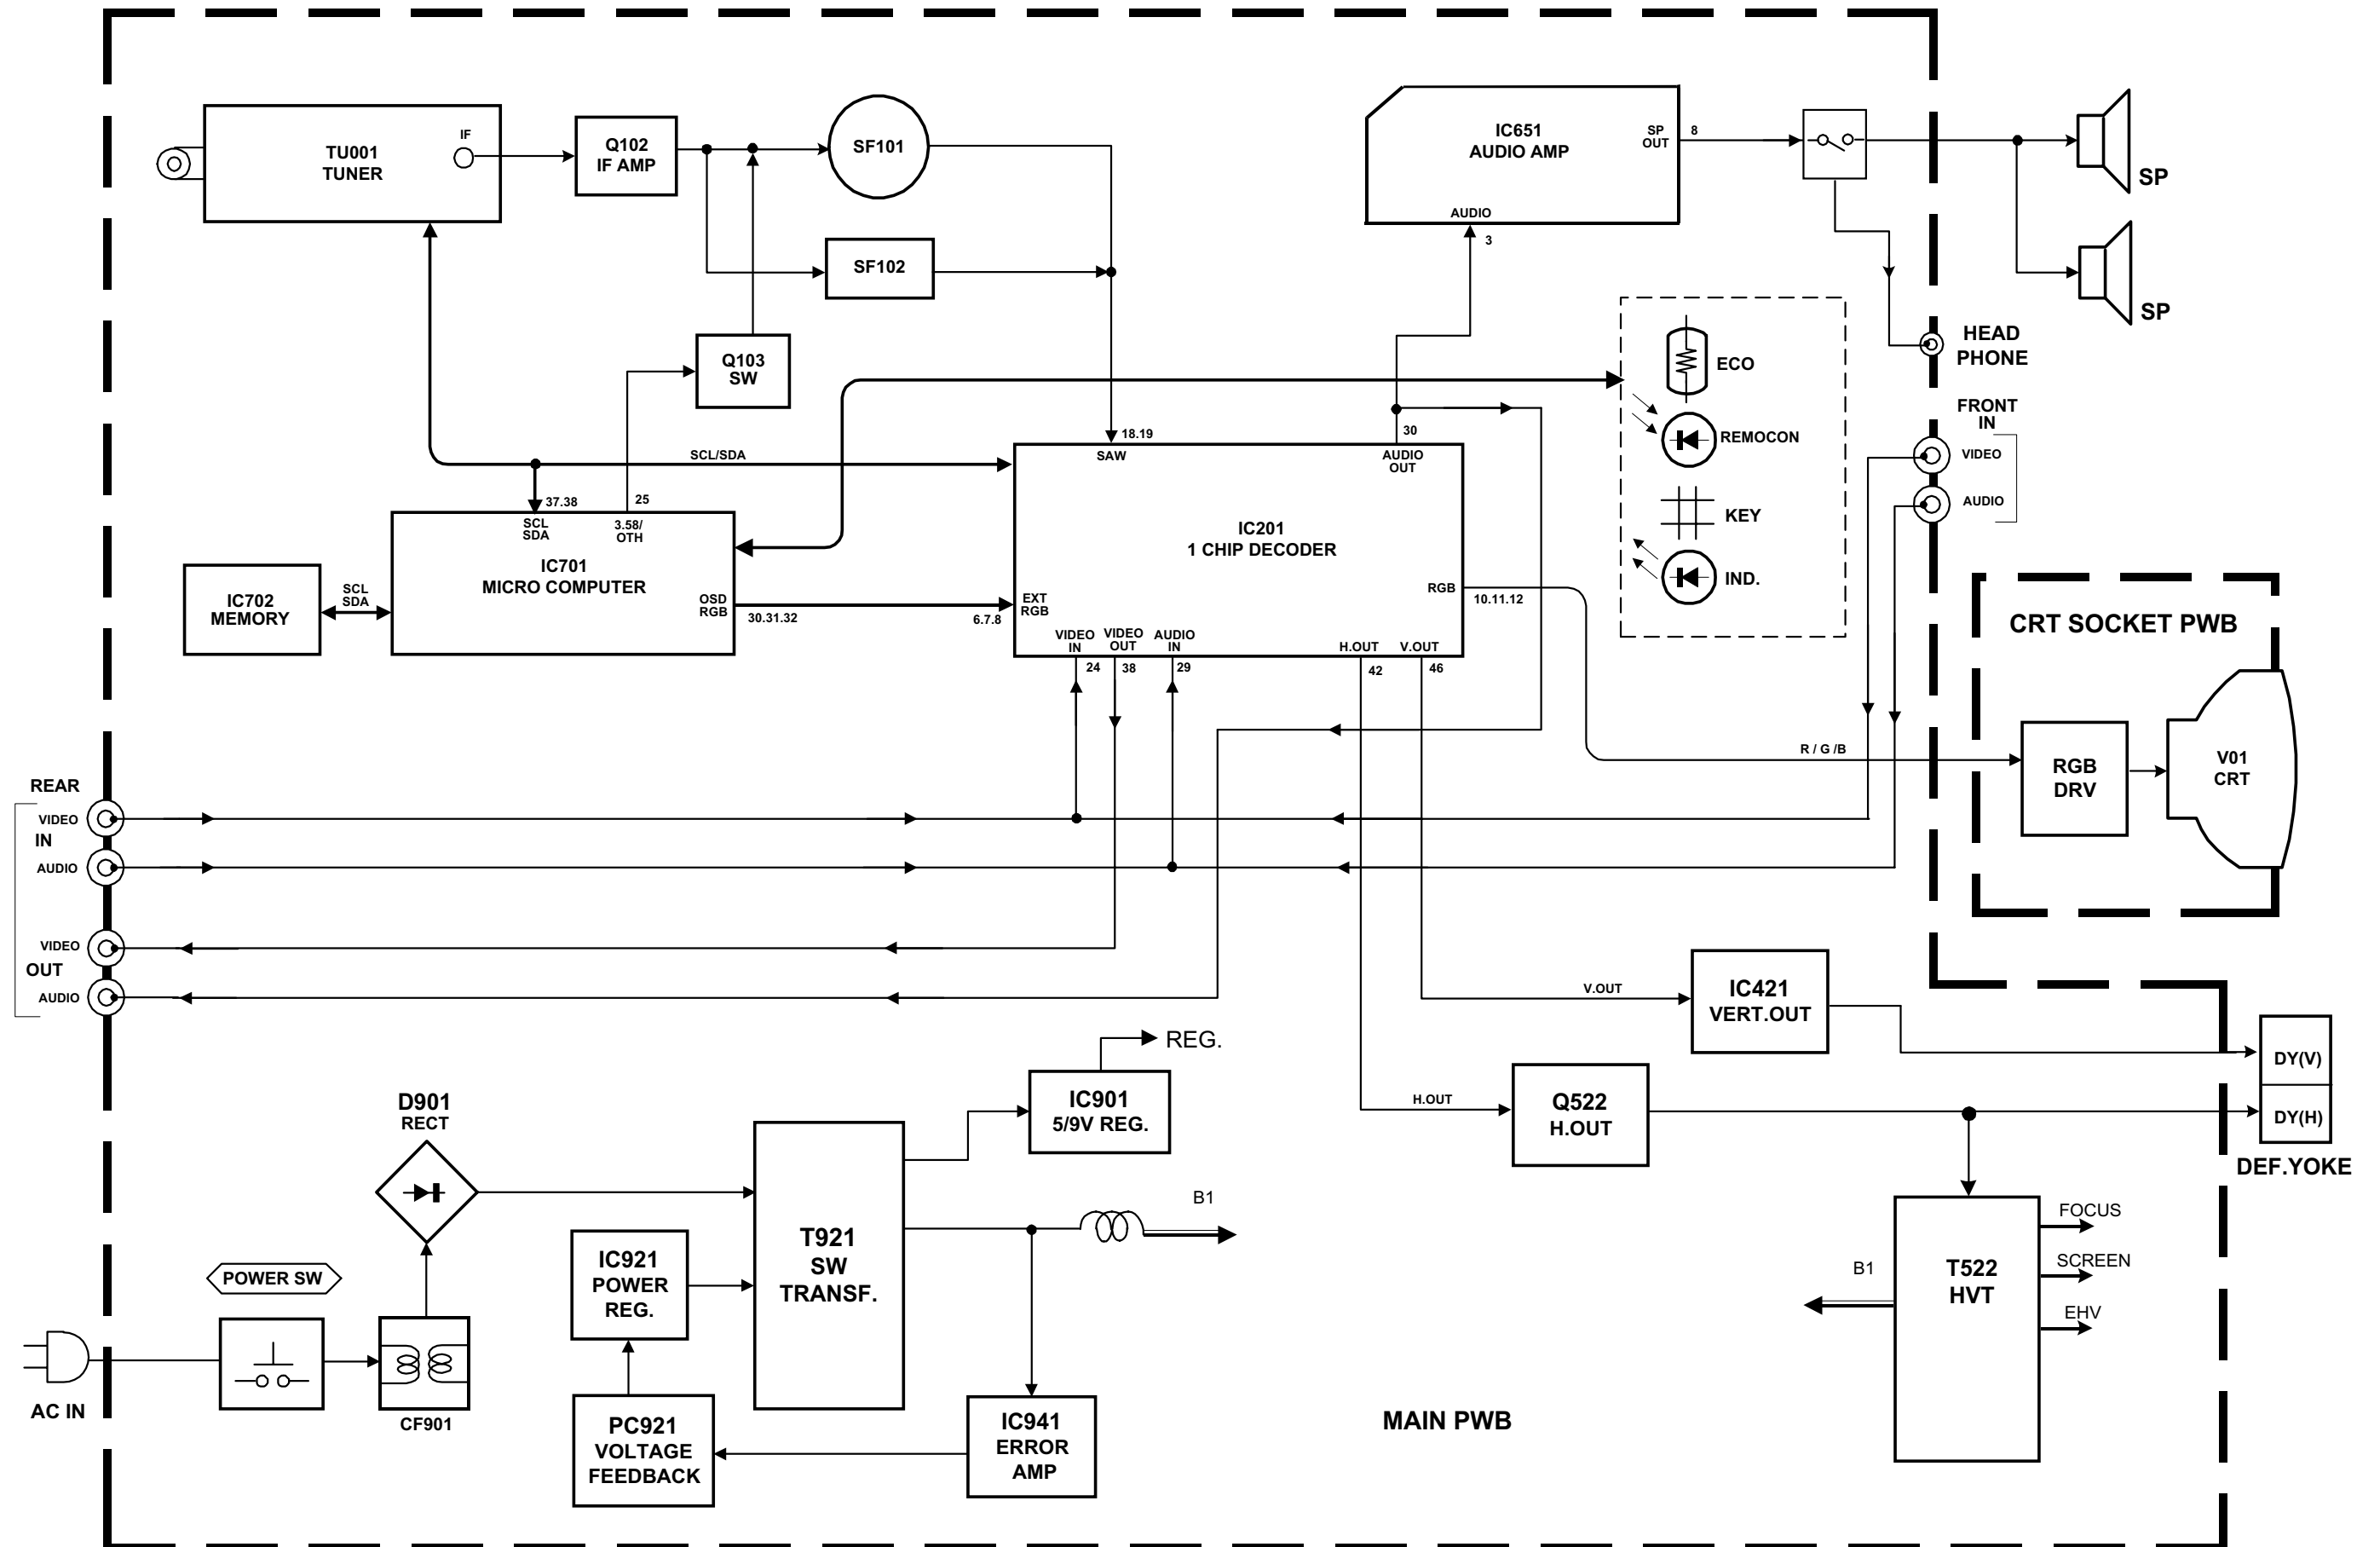 TU001
TUNER
IF
Q102
IF AMP
SF101
SF102
Q103
SW
IC651
AUDIO AMP
SP
OUT
8
AUDIO
3
SP
SP
HEAD
PHONE
FRONT
IN
VIDEO
AUDIO
ECO
REMOCON
KEY
IND.
SCL/SDA
18.19
SAW
30
AUDIO
OUT
IC201
1 CHIP DECODER
RGB
10.11.12
EXT
RGB
6.7.8
VIDEO
IN
24
VIDEO
OUT
38
AUDIO
IN
29
H.OUT
42
V.OUT
46
37.38
SCL
SDA
25
3.58/
OTH
IC701
MICRO COMPUTER
OSD
RGB
30.31.32
IC702
MEMORY
SCL
SDA
CRT SOCKET PWB
R / G /B
RGB
DRV
V01
CRT
REAR
VIDEO
IN
AUDIO
VIDEO
OUT
AUDIO
V.OUT
IC421
VERT.OUT
H.OUT
Q522
H.OUT
DY(V)
DY(H)
DEF.YOKE
REG.
IC901
5/9V REG.
D901
RECT
T921
SW
TRANSF.
B1
IC921
POWER
REG.
POWER SW
AC IN
CF901
PC921
VOLTAGE
FEEDBACK
IC941
ERROR
AMP
MAIN PWB
B1
T522
HVT
FOCUS
SCREEN
EHV